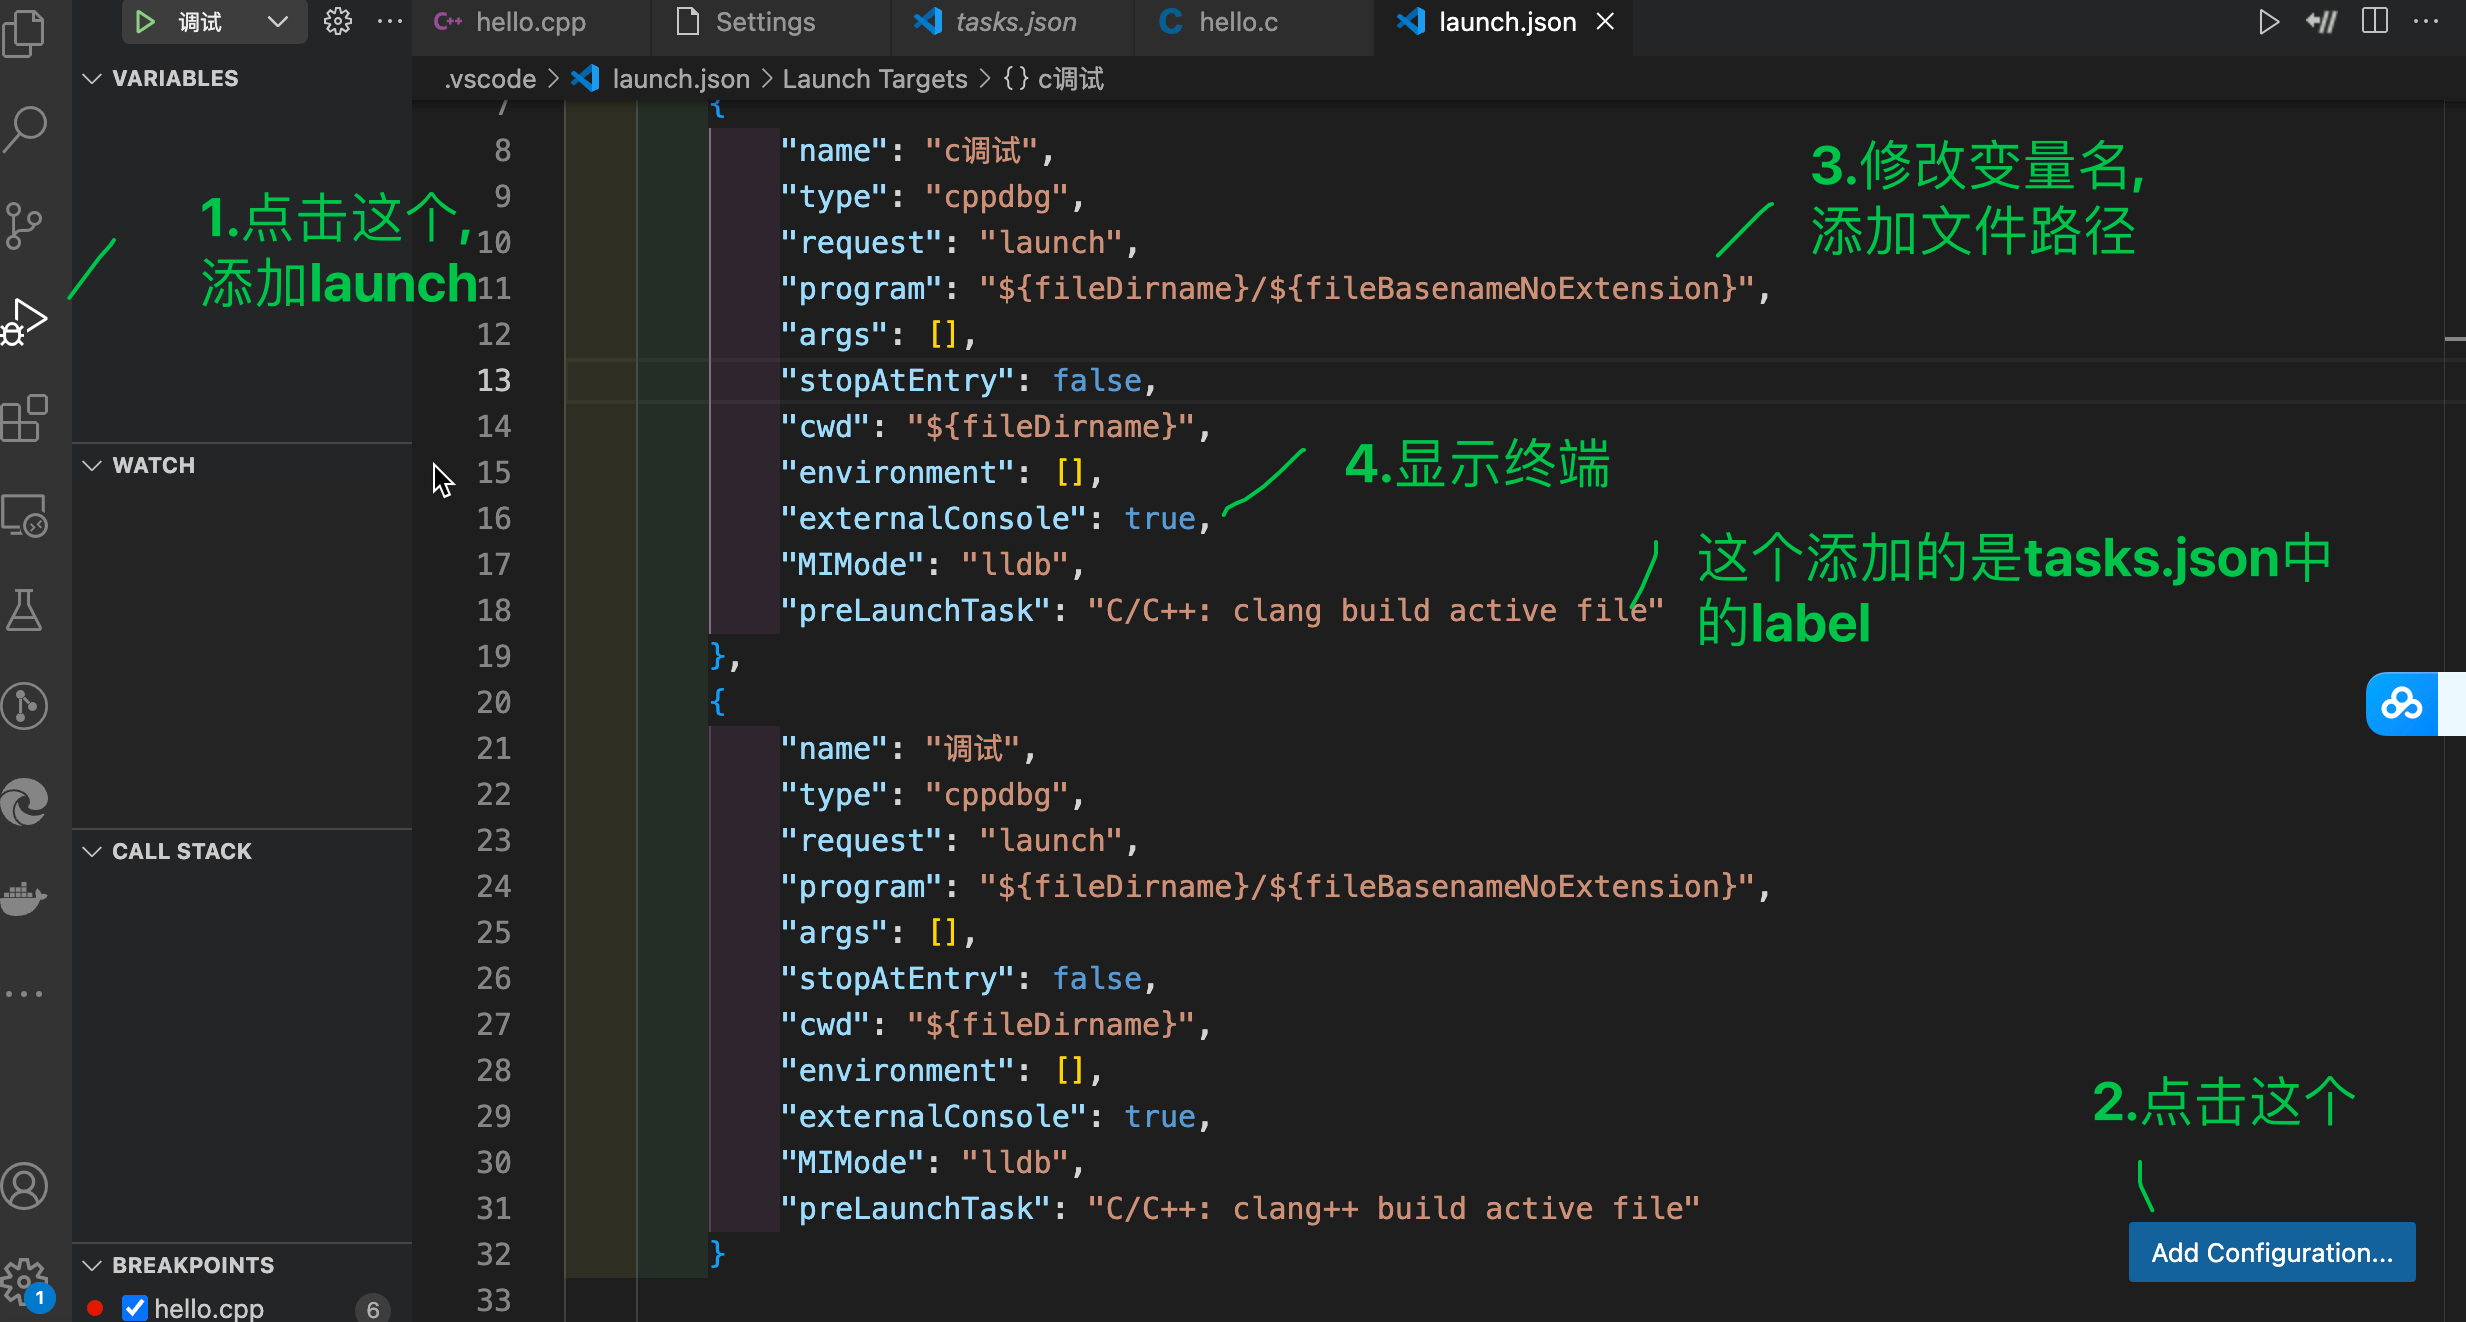 调试
hello.cpp
Settings
tasks.json
hello.c
launch.json
.vscode > launch.json > Launch Targets > {} c调试
VARIABLES
WATCH
CALL STACK
BREAKPOINTS
hello.cpp 6
1
7 {
8 "name": "c调试",
9 "type": "cppdbg",
10 "request": "launch",
11 "program": "${fileDirname}/${fileBasenameNoExtension}",
12 "args": [],
13 "stopAtEntry": false,
14 "cwd": "${fileDirname}",
15 "environment": [],
16 "externalConsole": true,
17 "MIMode": "lldb",
18 "preLaunchTask": "C/C++: clang build active file"
19 },
20 {
21 "name": "调试",
22 "type": "cppdbg",
23 "request": "launch",
24 "program": "${fileDirname}/${fileBasenameNoExtension}",
25 "args": [],
26 "stopAtEntry": false,
27 "cwd": "${fileDirname}",
28 "environment": [],
29 "externalConsole": true,
30 "MIMode": "lldb",
31 "preLaunchTask": "C/C++: clang++ build active file"
32 }
33
1.点击这个,
添加launch
3.修改变量名,
添加文件路径
4.显示终端
这个添加的是tasks.json中
的label
2.点击这个
Add Configuration...